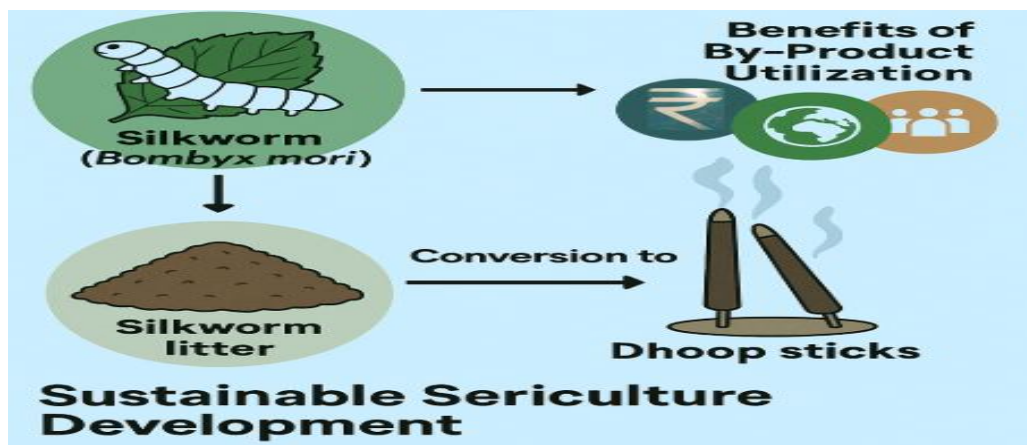 Silkworm
(Bombyx mori)
Benefits of
By-Product
Utilization
₹
Silkworm
litter
Conversion to
Dhoop sticks
Sustainable Sericulture
Development